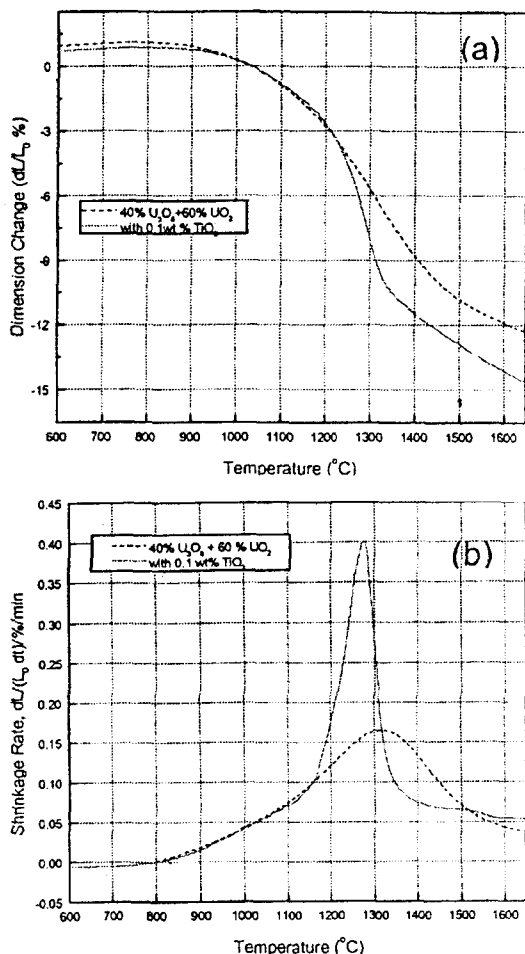 (a)
0
-3
-6
-9
-12
-15
Dimension Change (dL/L₀ %)
40% U₃O₈+60% UO₂
with 0.1wt % TiO₂
600 700 800 900 1000 1100 1200 1300 1400 1500 1600
Temperature (°C)
(b)
0.45
0.40
0.35
0.30
0.25
0.20
0.15
0.10
0.05
0.00
-0.05
Shrinkage Rate, dL/(L₀ dt)/%/min
40% U₃O₈ + 60 % UO₂
with 0.1 wt% TiO₂
600 700 800 900 1000 1100 1200 1300 1400 1500 1600
Temperature (°C)